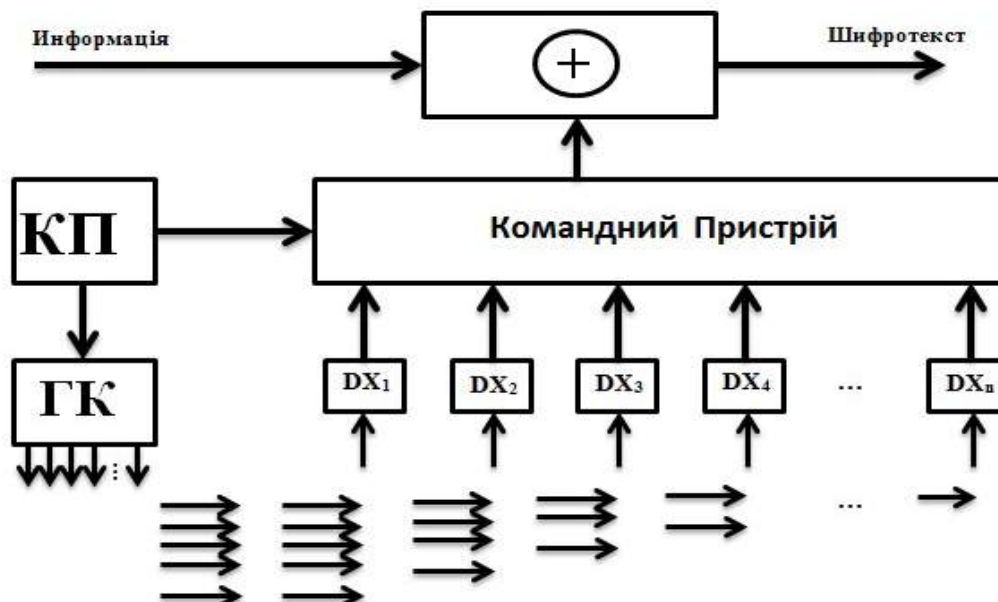 Информація
Шифротекст
+
КП
Командний Пристрій
ГК
DX₁
DX₂
DX₃
DX₄
...
DXₙ
...